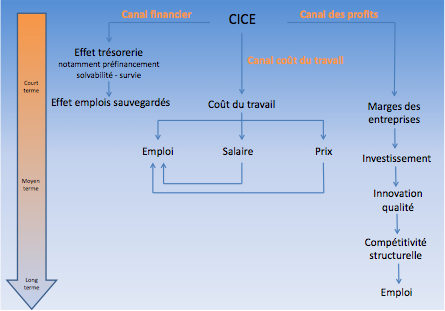 Canal financier
CICE
Canal des profits
Effet trésorerie
notamment préfinancement
solvabilité - survie
Canal coût du travail
Court
terme
Effet emplois sauvegardés
Coût du travail
Marges des
entreprises
Emploi
Salaire
Prix
Investissement
Moyen
terme
Innovation
qualité
Compétitivité
structurelle
Long
terme
Emploi